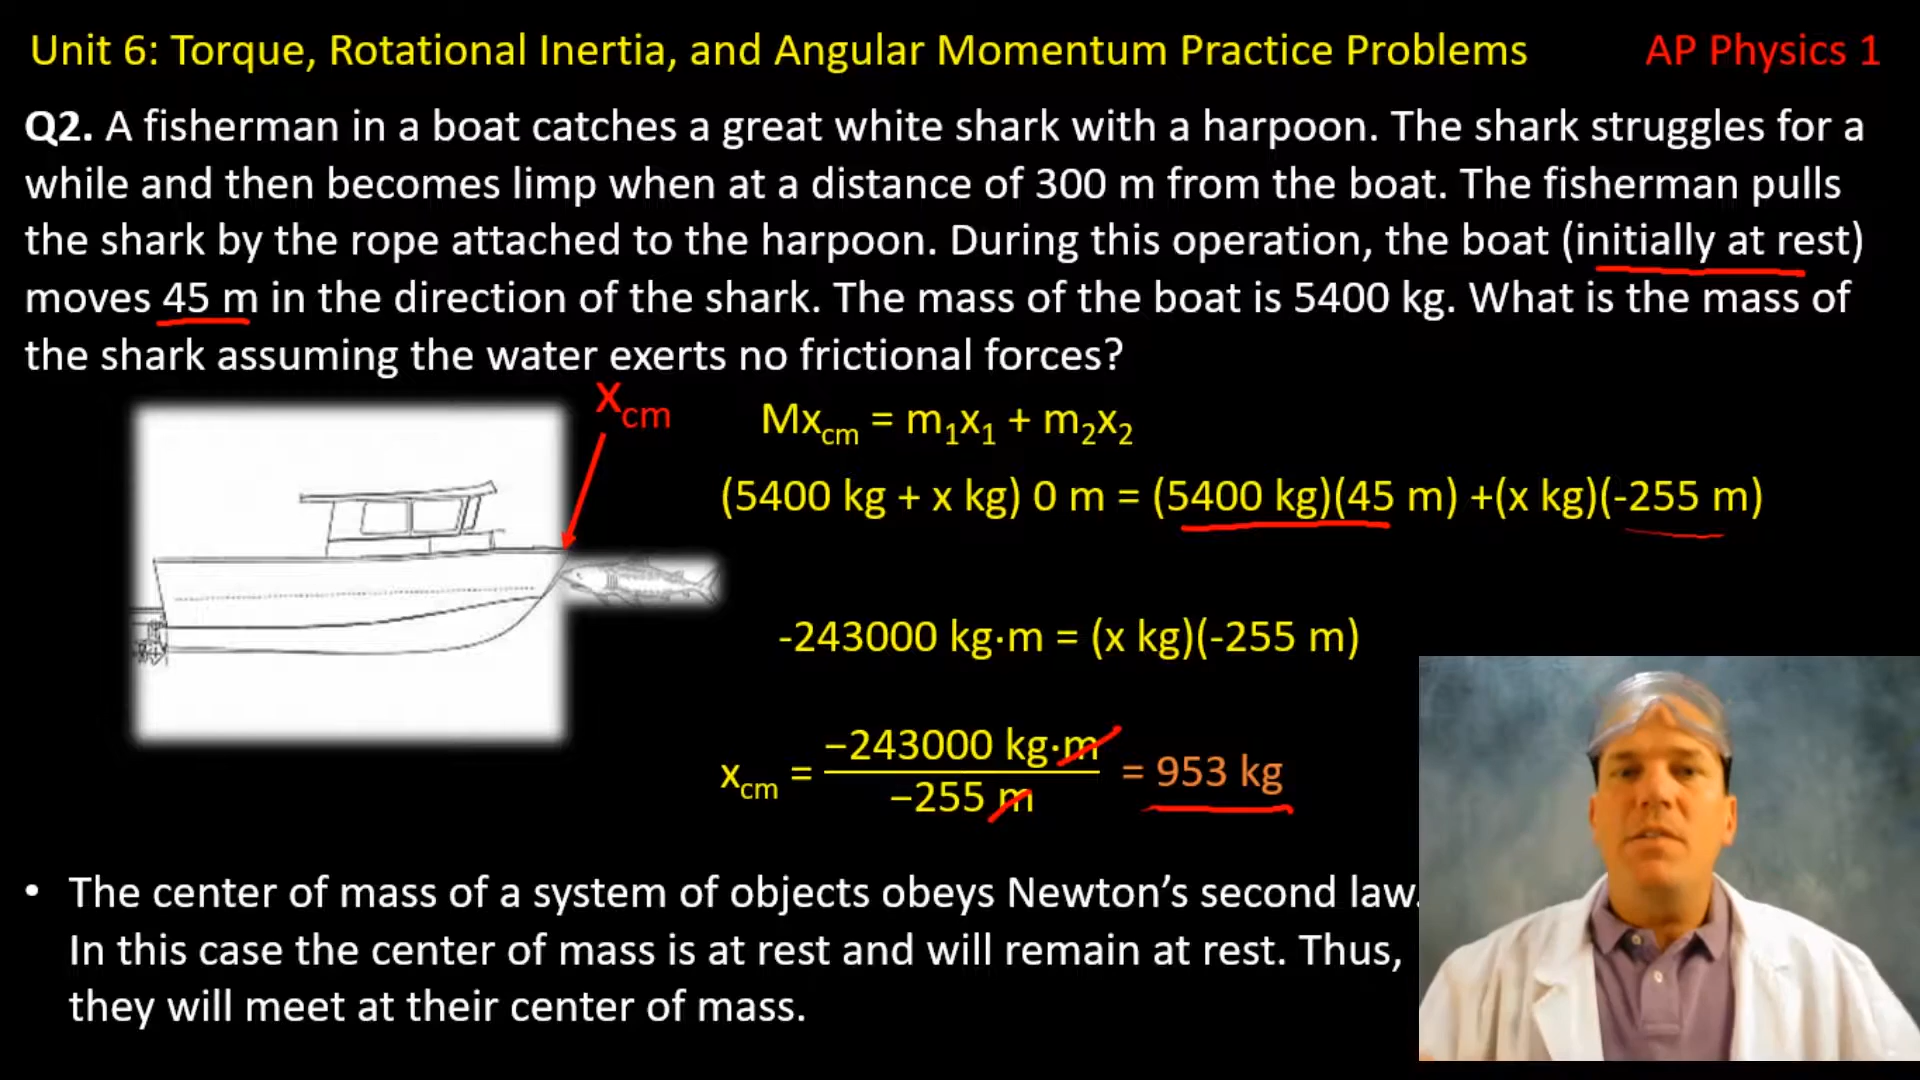 Unit 6: Torque, Rotational Inertia, and Angular Momentum Practice Problems
AP Physics 1
Q2. A fisherman in a boat catches a great white shark with a harpoon. The shark struggles for a
while and then becomes limp when at a distance of 300 m from the boat. The fisherman pulls
the shark by the rope attached to the harpoon. During this operation, the boat (initially at rest)
moves 45 m in the direction of the shark. The mass of the boat is 5400 kg. What is the mass of
the shark assuming the water exerts no frictional forces?
x_cm
Mx_cm = m₁x₁ + m₂x₂
(5400 kg + x kg) 0 m = (5400 kg)(45 m) +(x kg)(-255 m)
-243000 kg·m = (x kg)(-255 m)
x_cm = −243000 kg·m / −255 m = 953 kg
• The center of mass of a system of objects obeys Newton’s second law.
In this case the center of mass is at rest and will remain at rest. Thus,
they will meet at their center of mass.